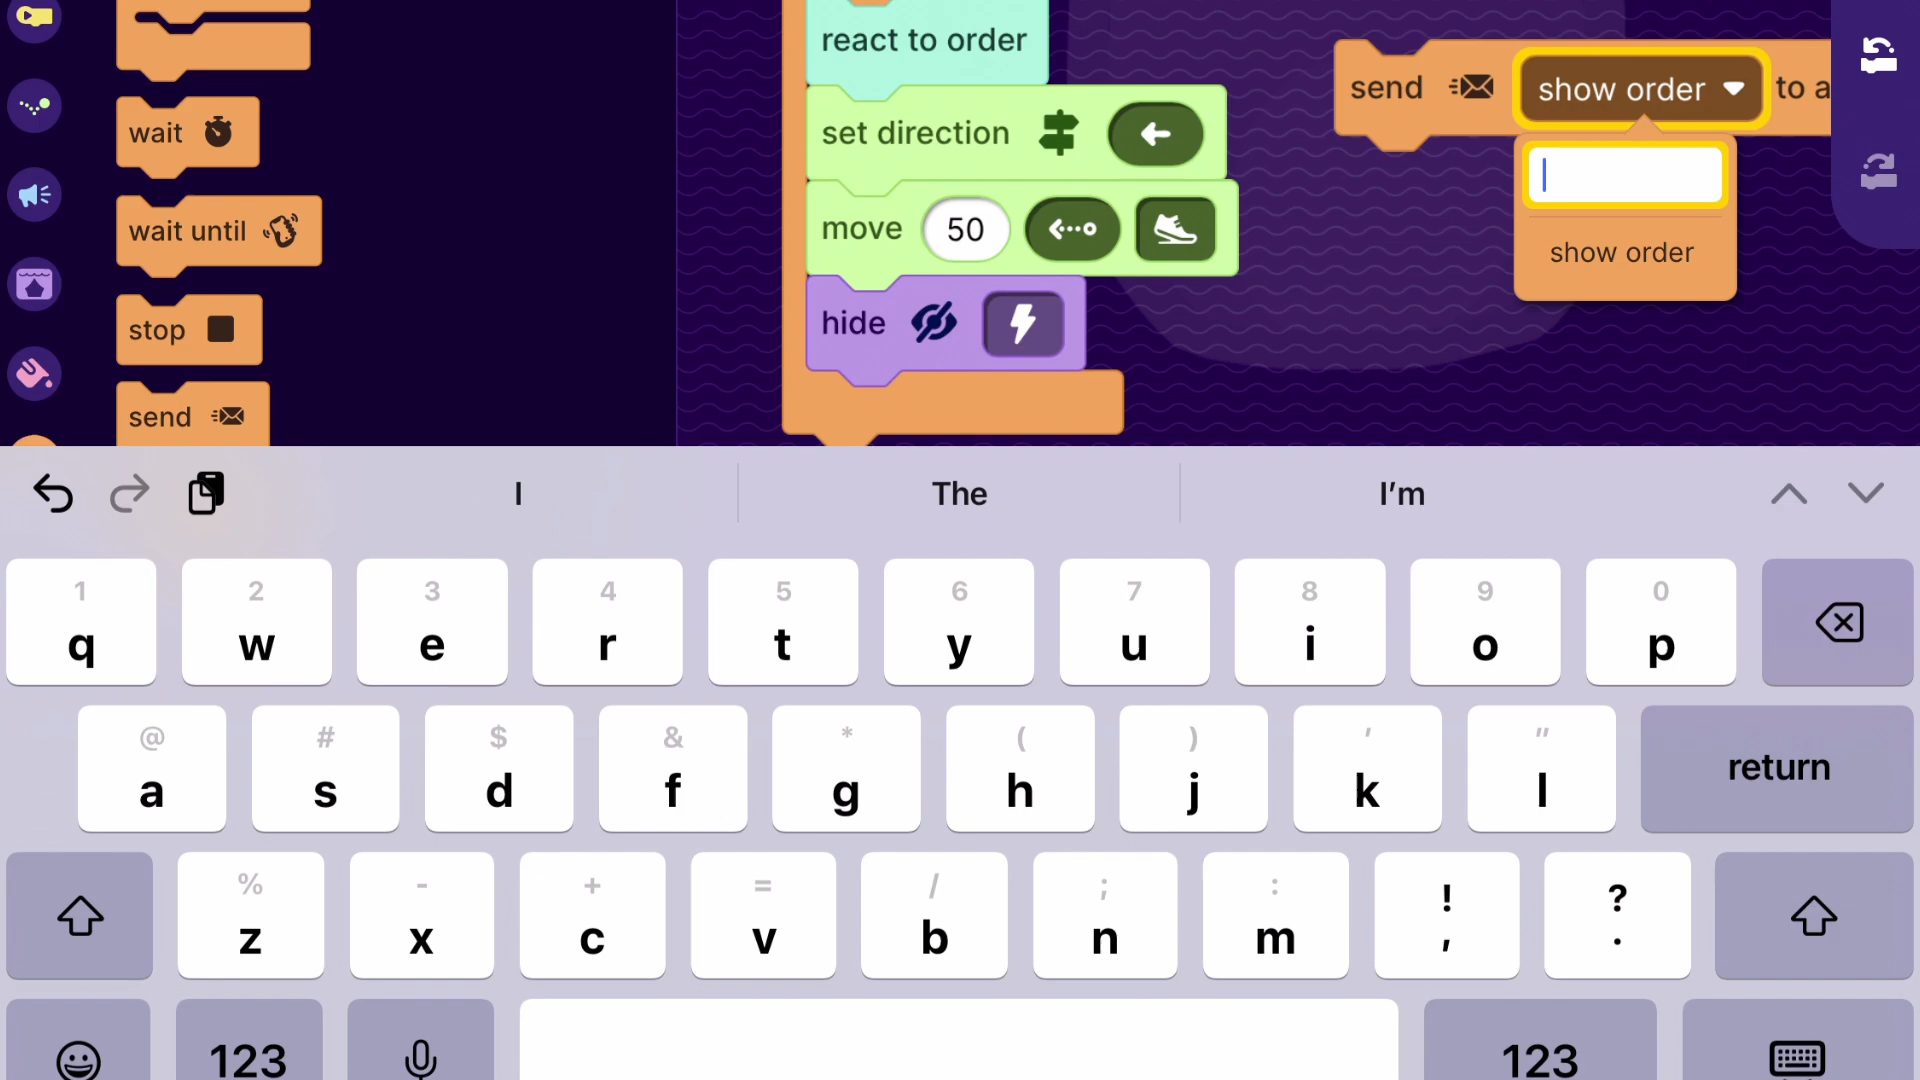 react to order
send show order to a
wait
set direction
show order
wait until
move 50
stop
hide
send
I The I'm
1 2 3 4 5 6 7 8 9 0
q w e r t y u i o p
@ # $ & * ( ) ' "
a s d f g h j k l return
% - + = / ; : ! ?
z x c v b n m , .
123 123